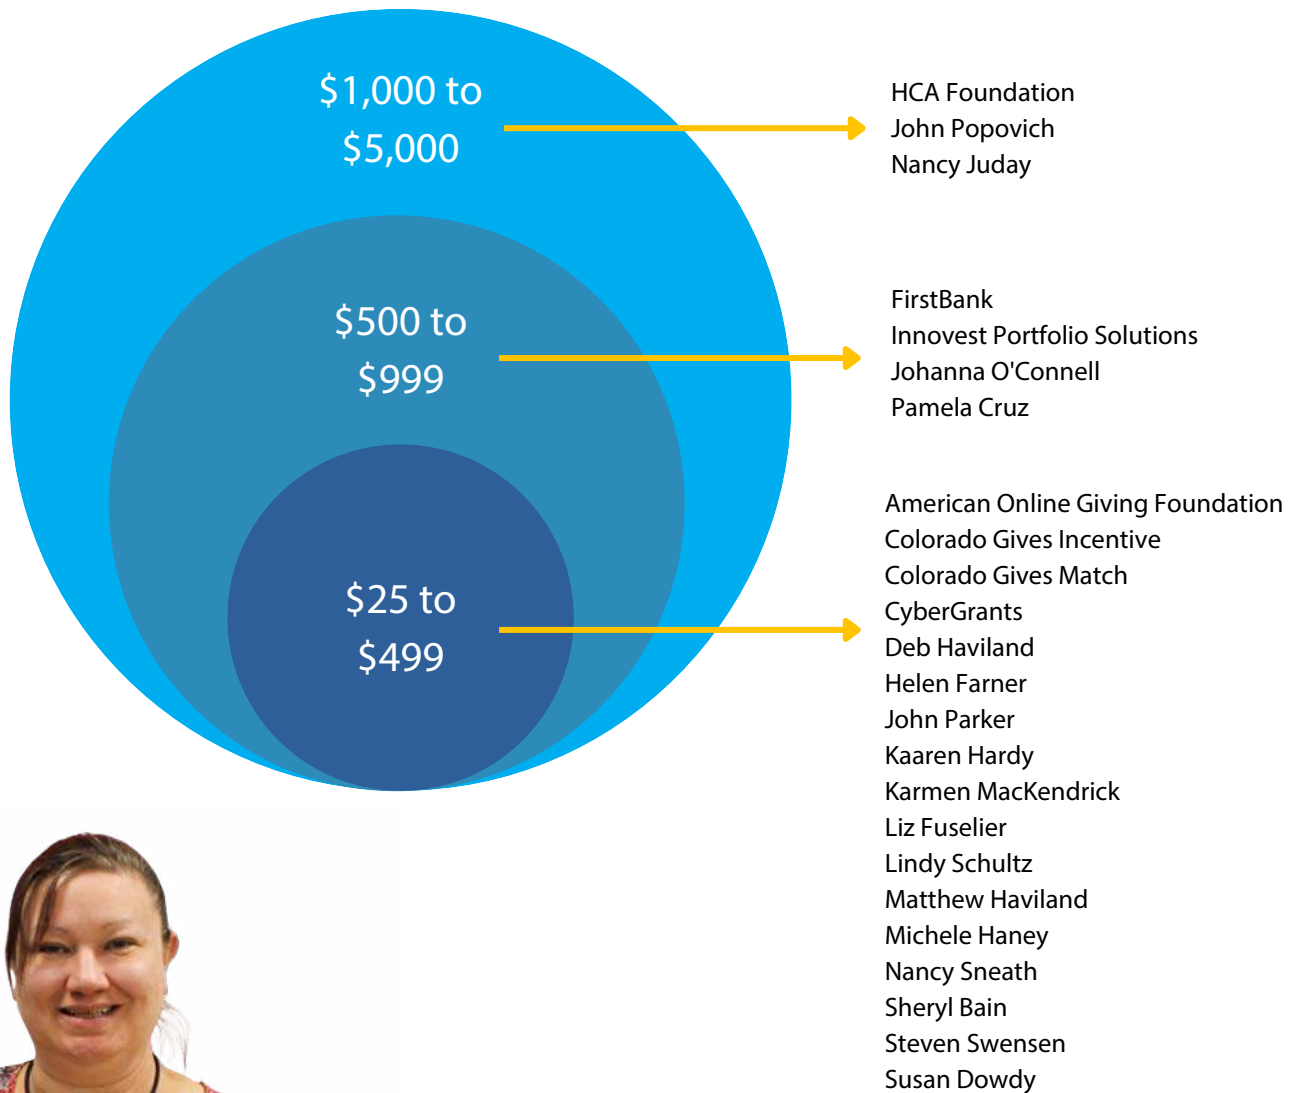 $1,000 to
$5,000
HCA Foundation
John Popovich
Nancy Juday
$500 to
$999
FirstBank
Innovest Portfolio Solutions
Johanna O'Connell
Pamela Cruz
$25 to
$499
American Online Giving Foundation
Colorado Gives Incentive
Colorado Gives Match
CyberGrants
Deb Haviland
Helen Farner
John Parker
Kaaren Hardy
Karmen MacKendrick
Liz Fuselier
Lindy Schultz
Matthew Haviland
Michele Haney
Nancy Sneath
Sheryl Bain
Steven Swensen
Susan Dowdy